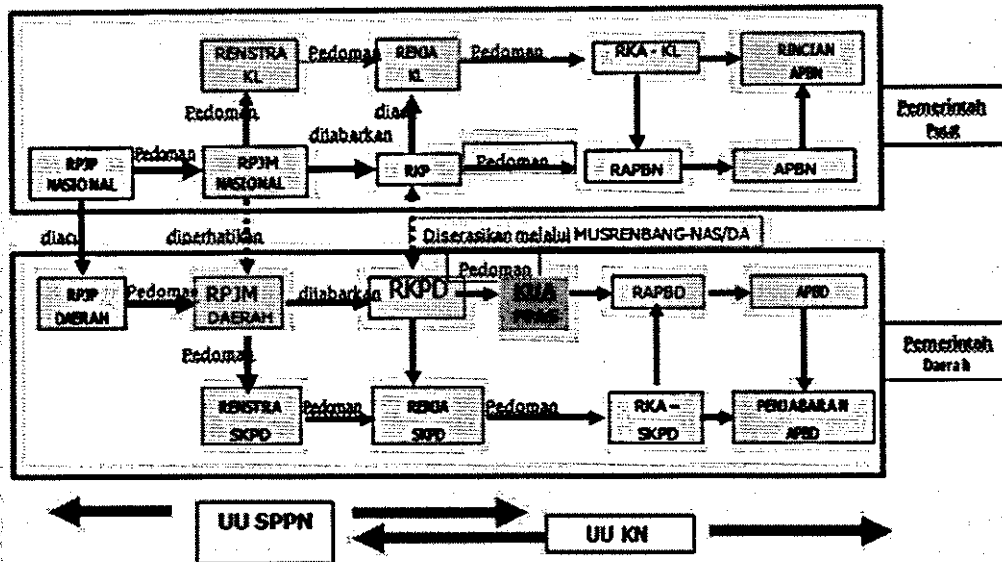 RENSTRA
KL
Pedoman
RENJA
KL
Pedoman
RKA - KL
RINCIAN
APBN
Pemerintah
Pusat
Pedoman
diacu
dijabarkan
RPJP
NASIONAL
Pedoman
RPJM
NASIONAL
RKP
Pedoman
RAPBN
APBN
diacu
diperhatikan
Diserasikan melalui MUSRENBANG-NAS/DA
RPJP
DAERAH
Pedoman
RPJM
DAERAH
dijabarkan
RKPD
Pedoman
KUA
PPAS
RAPBD
APBD
Pemerintah
Daerah
Pedoman
RENSTRA
SKPD
Pedoman
RENJA
SKPD
Pedoman
RKA -
SKPD
PENJABARAN
APBD
UU SPPN
UU KN